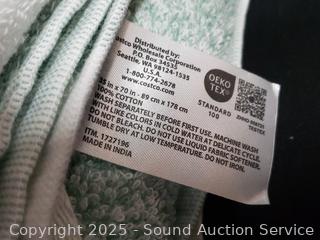 Distributed by:
Costco Wholesale Corporation
P.O. Box 34535
Seattle, WA 98124-1535
U.S.A.
1-800-774-2678
www.costco.com
OEKO
TEX
STANDARD
100
TESTEX
35 in x 70 in - 89 cm x 178 cm
100% COTTON
WASH SEPARATELY BEFORE FIRST USE. MACHINE WASH
WITH LIKE COLORS IN COLD WATER AT DELICATE CYCLE.
DO NOT BLEACH. DO NOT USE LIQUID FABRIC SOFTENER.
TUMBLE DRY AT LOW TEMPERATURE. DO NOT IRON.
ITM. 1727196
MADE IN INDIA
Copyright 2025 - Sound Auction Service